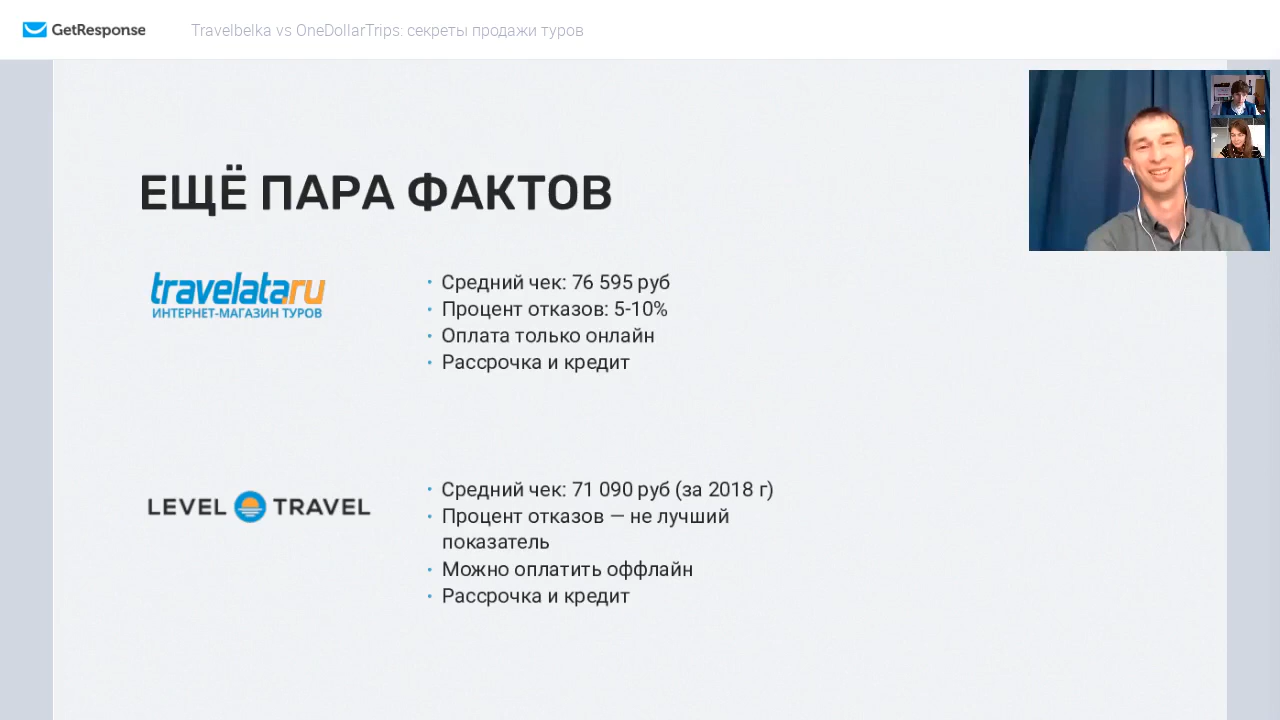 GetResponse
Travelbelka vs OneDollarTrips: секреты продажи туров
ЕЩЁ ПАРА ФАКТОВ
travelata.ru
ИНТЕРНЕТ-МАГАЗИН ТУРОВ
• Средний чек: 76 595 руб
• Процент отказов: 5-10%
• Оплата только онлайн
• Рассрочка и кредит
LEVEL TRAVEL
• Средний чек: 71 090 руб (за 2018 г)
• Процент отказов — не лучший
показатель
• Можно оплатить оффлайн
• Рассрочка и кредит